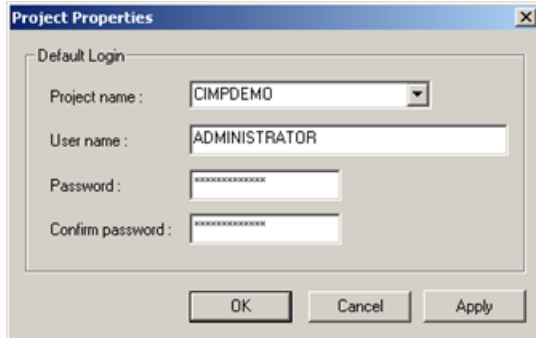 Project Properties
Default Login
Project name : CIMPDEMO
User name : ADMINISTRATOR
Password : *************
Confirm password : *************
OK Cancel Apply